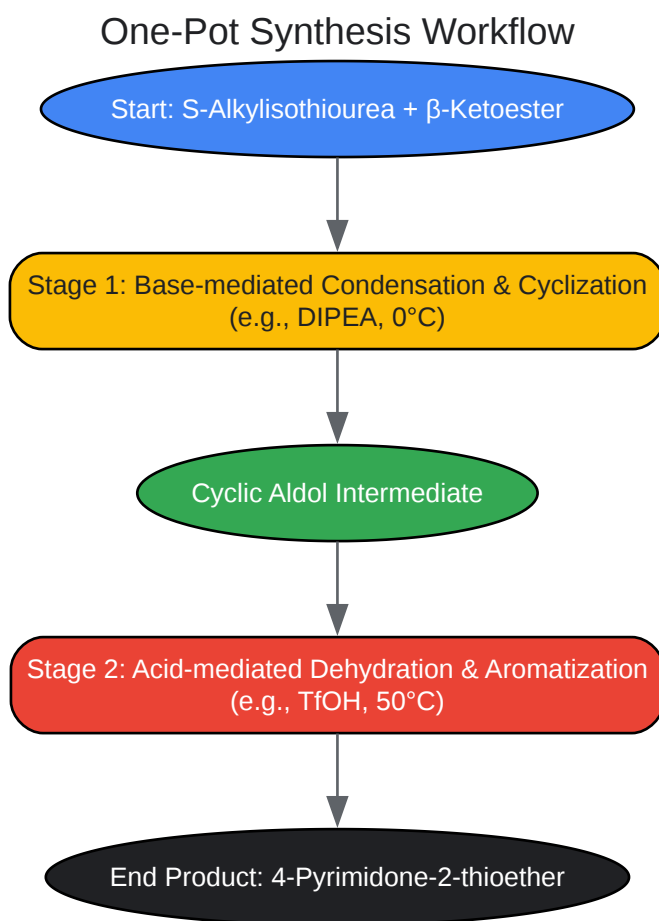 One-Pot Synthesis Workflow
Start: S-Alkylisothiourea + β-Ketoester
Stage 1: Base-mediated Condensation & Cyclization
(e.g., DIPEA, 0°C)
Cyclic Aldol Intermediate
Stage 2: Acid-mediated Dehydration & Aromatization
(e.g., TfOH, 50°C)
End Product: 4-Pyrimidone-2-thioether